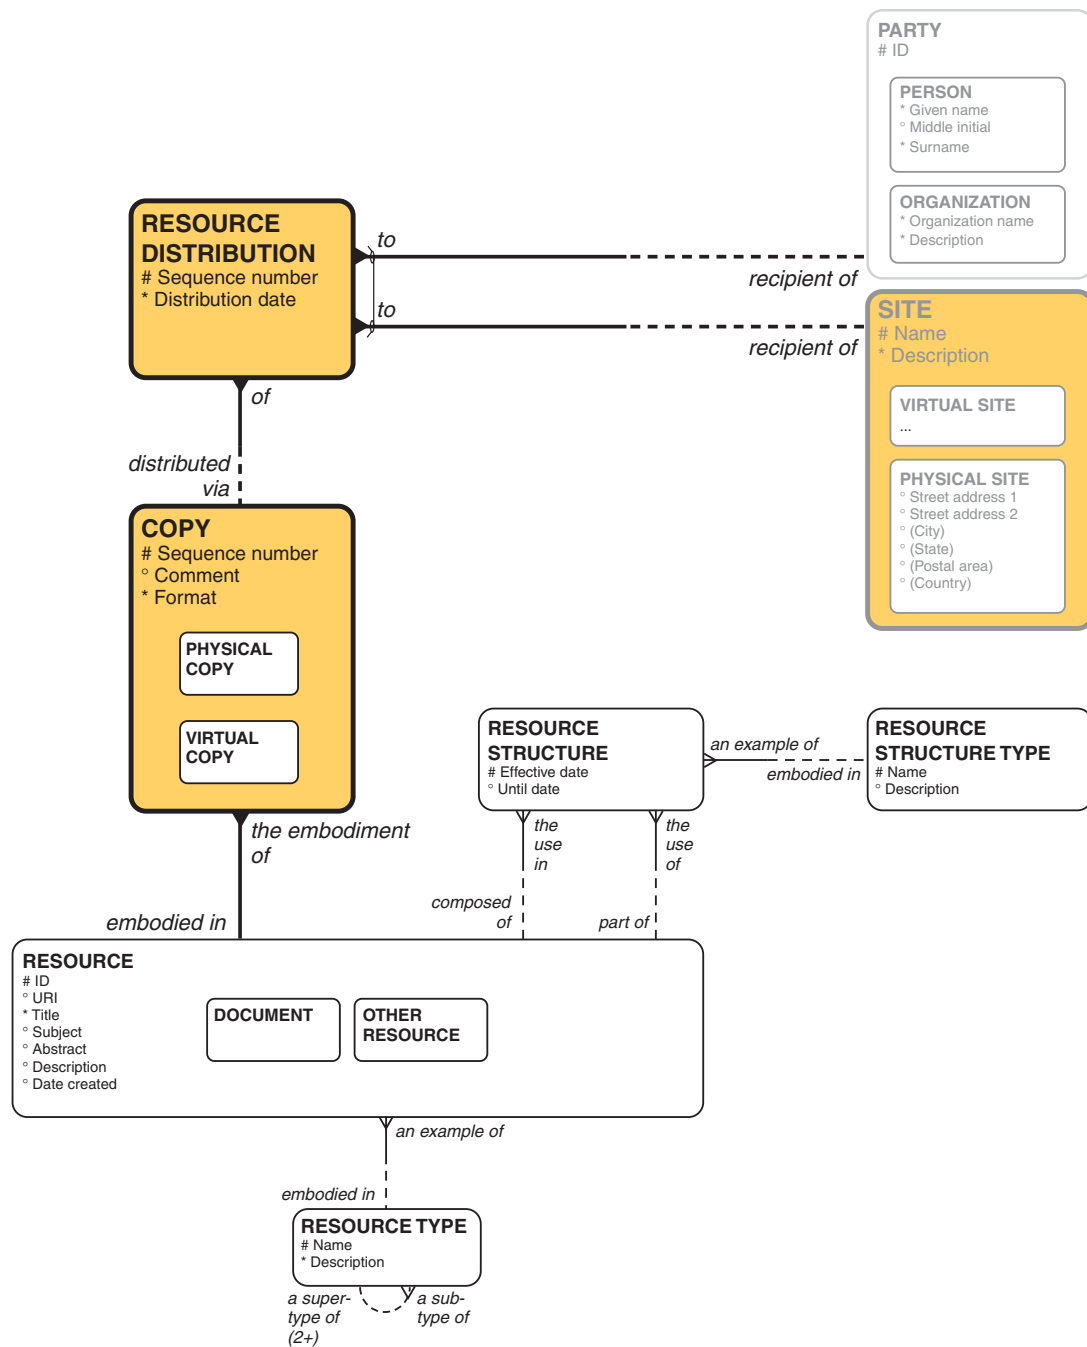 PARTY
# ID
PERSON
* Given name
° Middle initial
* Surname
ORGANIZATION
* Organization name
* Description
RESOURCE
DISTRIBUTION
# Sequence number
* Distribution date
to
recipient of
to
recipient of
SITE
# Name
* Description
VIRTUAL SITE
...
PHYSICAL SITE
° Street address 1
° Street address 2
° (City)
° (State)
° (Postal area)
° (Country)
of
distributed
via
COPY
# Sequence number
° Comment
* Format
PHYSICAL
COPY
VIRTUAL
COPY
the embodiment
of
embodied in
RESOURCE
STRUCTURE
# Effective date
° Until date
an example of
embodied in
RESOURCE
STRUCTURE TYPE
# Name
° Description
the
use
in
the
use
of
composed
of
part of
RESOURCE
# ID
° URI
* Title
° Subject
° Abstract
° Description
° Date created
DOCUMENT
OTHER
RESOURCE
an example of
embodied in
RESOURCE TYPE
# Name
* Description
a super-
type of
(2+)
a sub-
type of